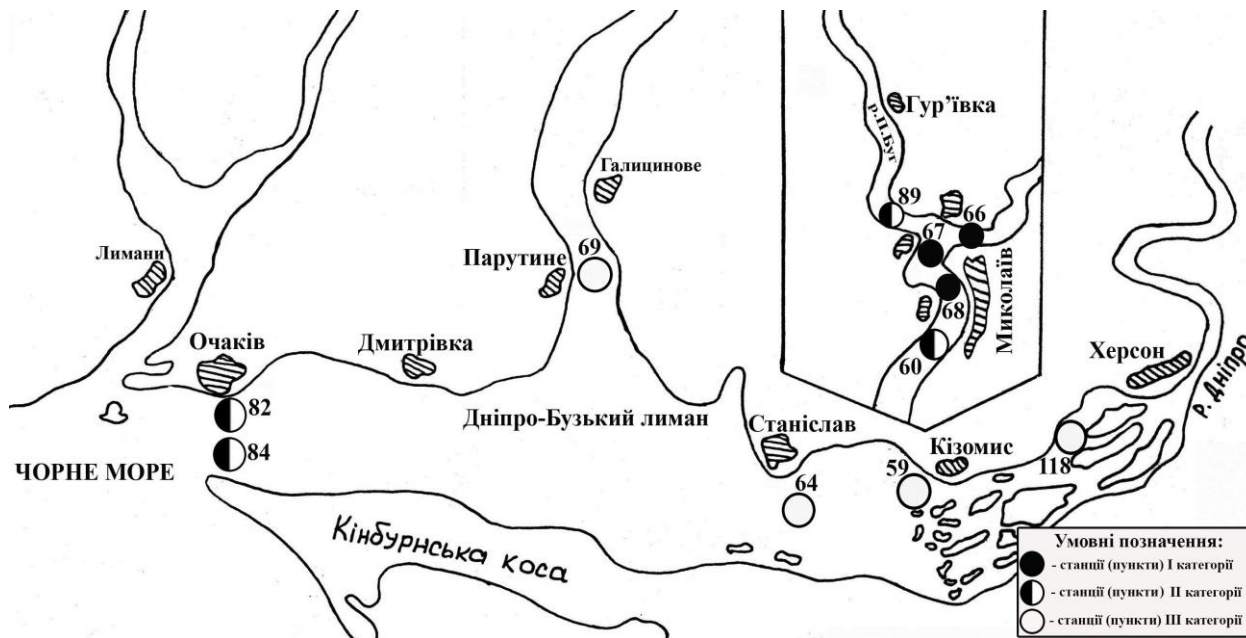 Гур’ївка
р.П.Буг
Галицинове
89
66
67
69
Лимани
Парутине
68
Миколаїв
Очаків
Дмитрівка
60
Херсон
р. Дніпро
82
Дніпро-Бузький лиман
Станіслав
Кізомис
84
ЧОРНЕ МОРЕ
59
118
64
Кінбурнська коса
Умовні позначення:
- станції (пункти) І категорії
- станції (пункти) ІІ категорії
- станції (пункти) ІІІ категорії